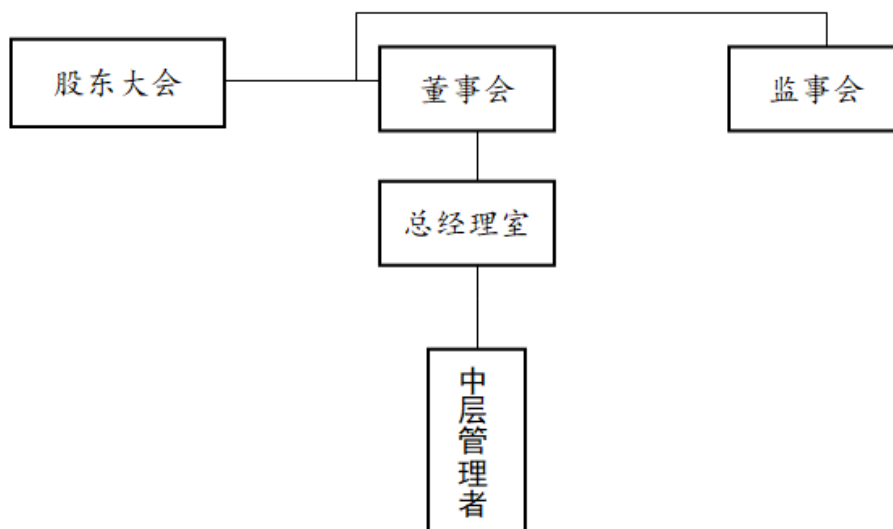 股东大会
董事会
监事会
总经理室
中层管理者